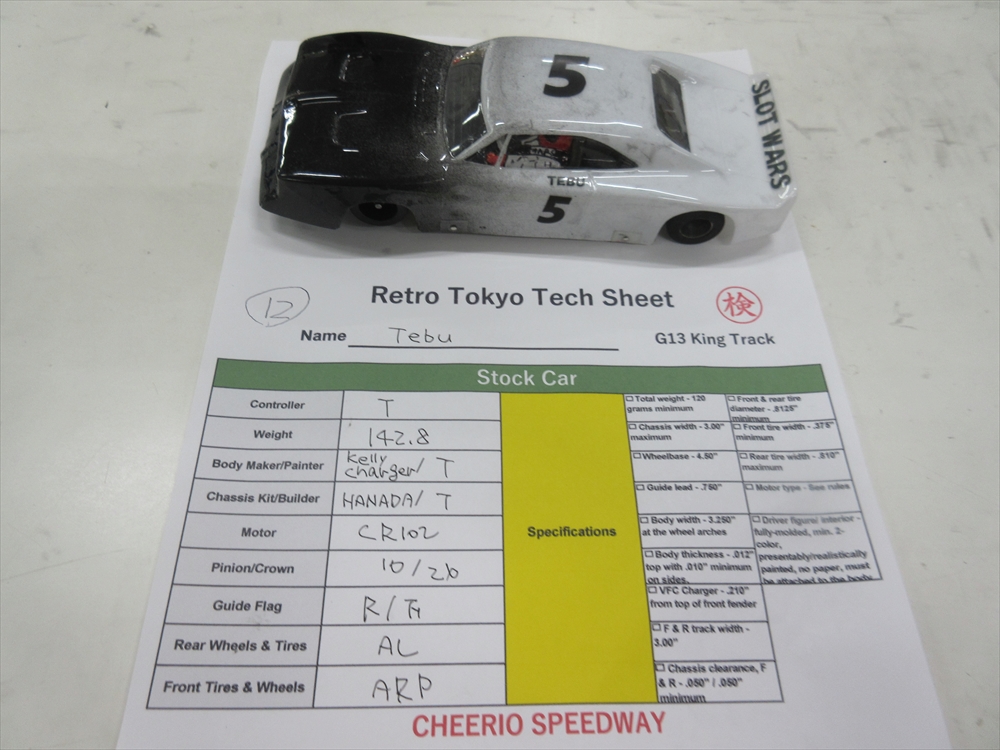 5
SLOT WARS
TEBU
5
13
Retro Tokyo Tech Sheet
検
Name Tebu
G13 King Track
Stock Car
Controller T
Weight 142.8
Body Maker/Painter Kelly charger/ T
Chassis Kit/Builder HANADA/ T
Motor CR102
Pinion/Crown 10/26
Guide Flag R/
Rear Wheels & Tires AL
Front Tires & Wheels ARP
Specifications
Total weight - 120
grams minimum
Front & rear tire
diameter - .8125"
minimum
Chassis width - 3.00"
maximum
Front tire width - .375"
minimum
Wheelbase - 4.50"
Rear tire width - .810"
maximum
Guide lead - .750"
Motor type - See rules
Body width - 3.250"
at the wheel arches
Driver figure/ interior -
fully-molded, min. 2-
color,
presentably/realistically
painted, no paper, must
be attached to the body
Body thickness - .012"
top with .010" minimum
on sides.
VFC Charger - .210"
from top of front fender
F & R track width -
3.00"
Chassis clearance, F
& R - .050" / .050"
minimum
CHEERIO SPEEDWAY